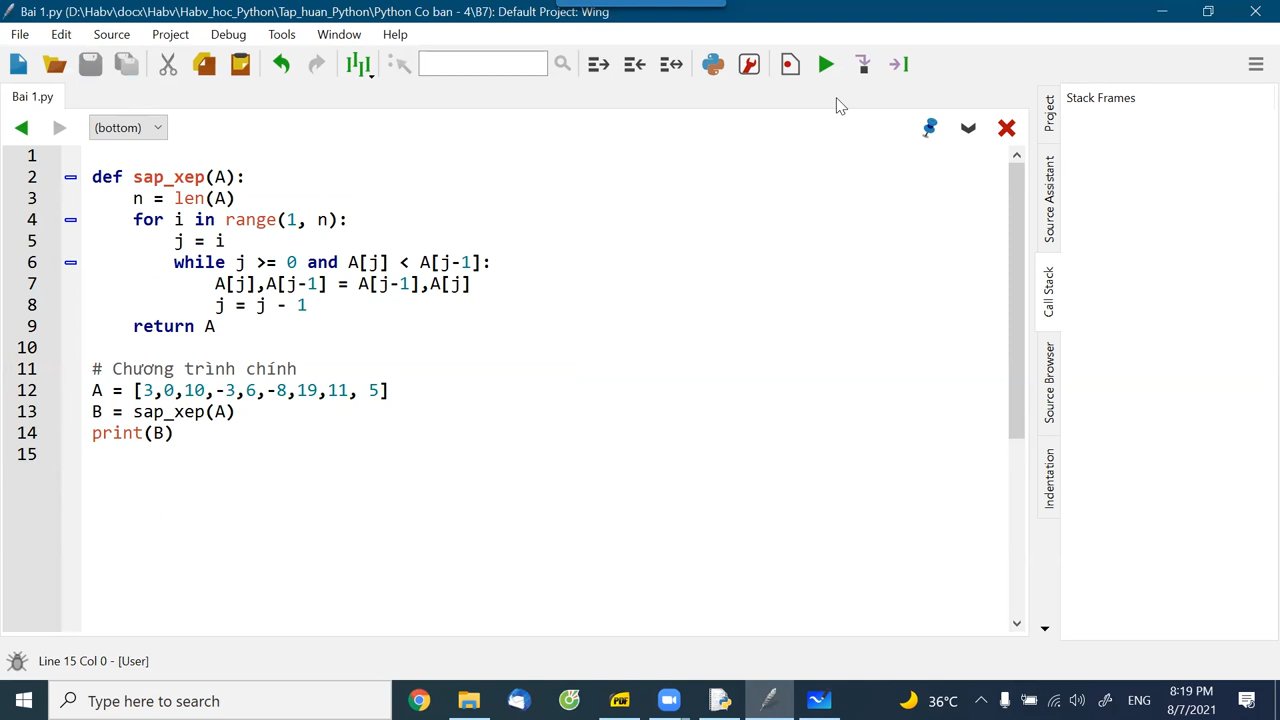 Bai 1.py (D:\Habv\docx\Habv\Habv_hoc_Python\Tap_huan_Python\Python Co ban - 4\B7): Default Project: Wing
File Edit Source Project Debug Tools Window Help
Bai 1.py
(bottom)
1
2 def sap_xep(A):
3     n = len(A)
4     for i in range(1, n):
5         j = i
6         while j >= 0 and A[j] < A[j-1]:
7             A[j],A[j-1] = A[j-1],A[j]
8             j = j - 1
9     return A
10
11 # Chương trình chính
12 A = [3,0,10,-3,6,-8,19,11, 5]
13 B = sap_xep(A)
14 print(B)
15
Project
Source Assistant
Call Stack
Source Browser
Indentation
Stack Frames
Line 15 Col 0 - [User]
Type here to search
PDF
36°C
ENG
8:19 PM
8/7/2021